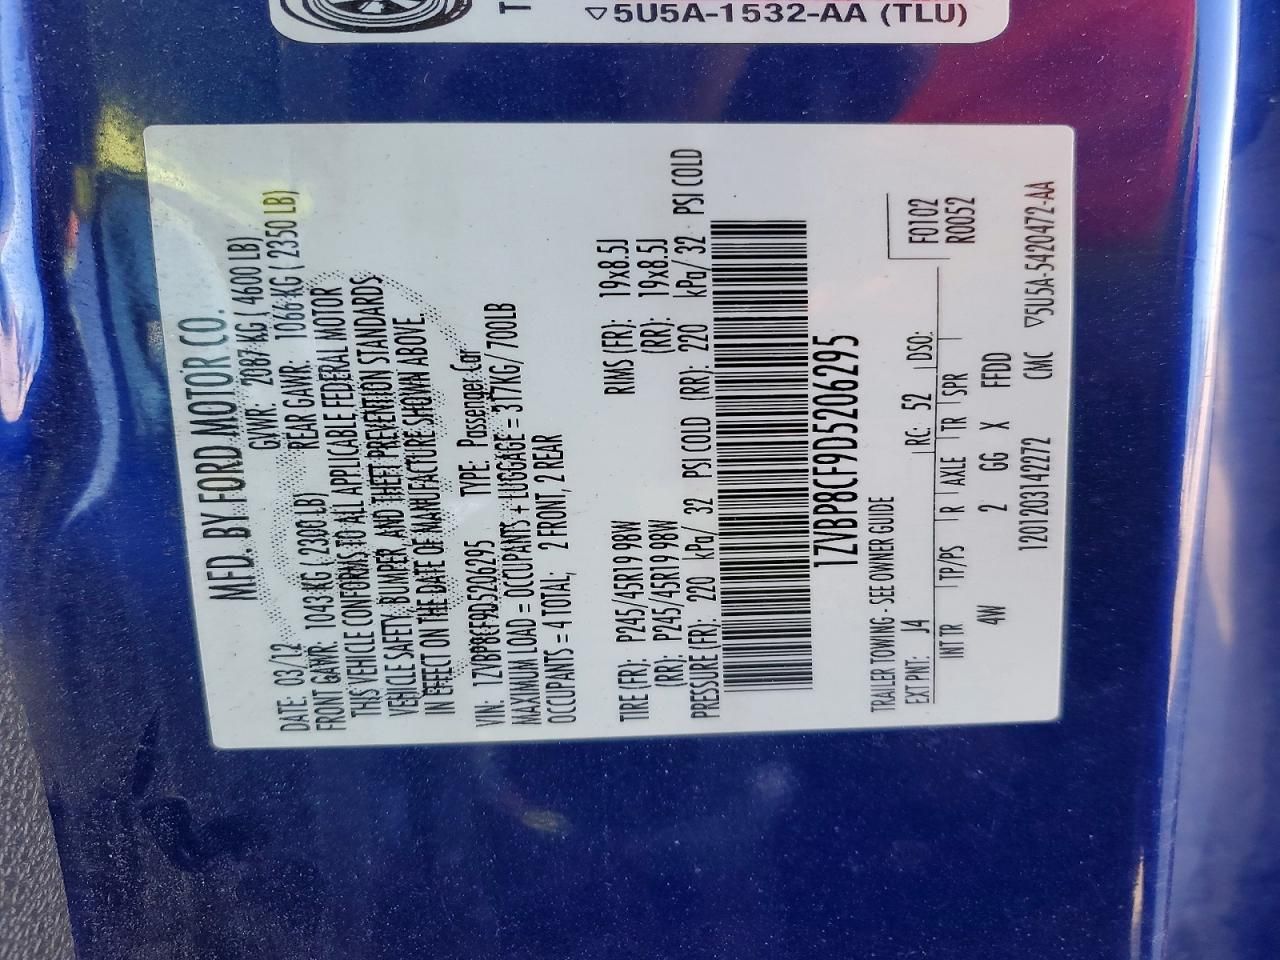 ▽5U5A-1532-AA (TLU)
MFD. BY FORD MOTOR CO.
DATE: 03/12 GVWR: 2087 KG ( 4600 LB)
FRONT GAWR: 1043 KG ( 2300 LB) REAR GAWR: 1066 KG ( 2350 LB)
THIS VEHICLE CONFORMS TO ALL APPLICABLE FEDERAL MOTOR
VEHICLE SAFETY, BUMPER, AND THEFT PREVENTION STANDARDS
IN EFFECT ON THE DATE OF MANUFACTURE SHOWN ABOVE.
VIN: 1ZVBP8CF9D5206295 TYPE: Passenger Car
MAXIMUM LOAD = OCCUPANTS + LUGGAGE = 317KG/ 700LB
OCCUPANTS = 4 TOTAL; 2 FRONT, 2 REAR
TIRE (FR): P245/45R19 98W RIMS (FR): 19x8.5J
(RR): P245/45R19 98W (RR): 19x8.5J
PRESSURE (FR): 220 kPa/ 32 PSI COLD (RR): 220 kPa/ 32 PSI COLD
1ZVBP8CF9D5206295
TRAILER TOWING - SEE OWNER GUIDE
F0102
EXT PNT: J4 RC: 52 DSO: R0052
INT TR TP/PS R AXLE TR SPR
4W 2 GG X FFDD
120120314227​2 CMC ▽5U5A-5420472-AA